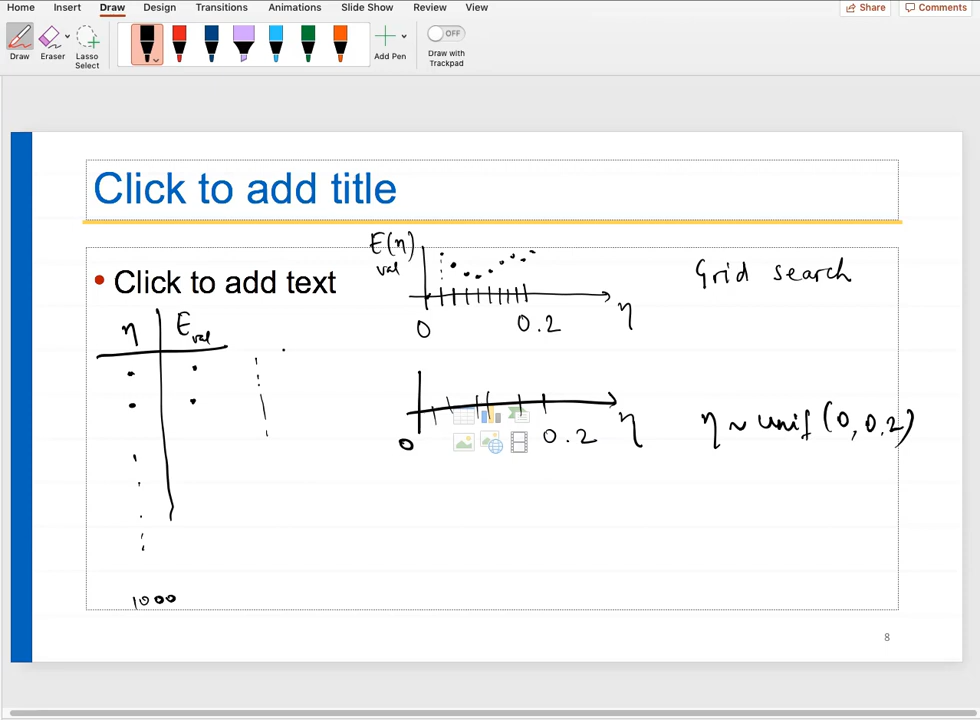 Home Insert Draw Design Transitions Animations Slide Show Review View Share Comments
Draw Eraser Lasso Select Add Pen OFF Draw with Trackpad
Click to add title
E(η)
val
Grid search
• Click to add text
0 0.2 η
η E val
0 0.2 η
η ~ unif (0, 0.2)
1000
8